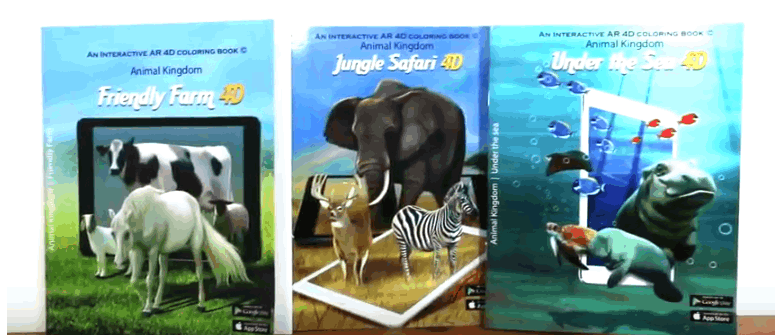 AN INTERACTIVE AR 4D COLORING BOOK ©
Animal Kingdom
Friendly Farm 4D
Animal Kingdom | Friendly Farm
Google play
App Store
AN INTERACTIVE AR 4D COLORING BOOK ©
Animal Kingdom
Jungle Safari 4D
AN INTERACTIVE AR 4D COLORING BOOK ©
Animal Kingdom
Under the Sea 4D
Animal Kingdom | Under the sea
Google play
App Store